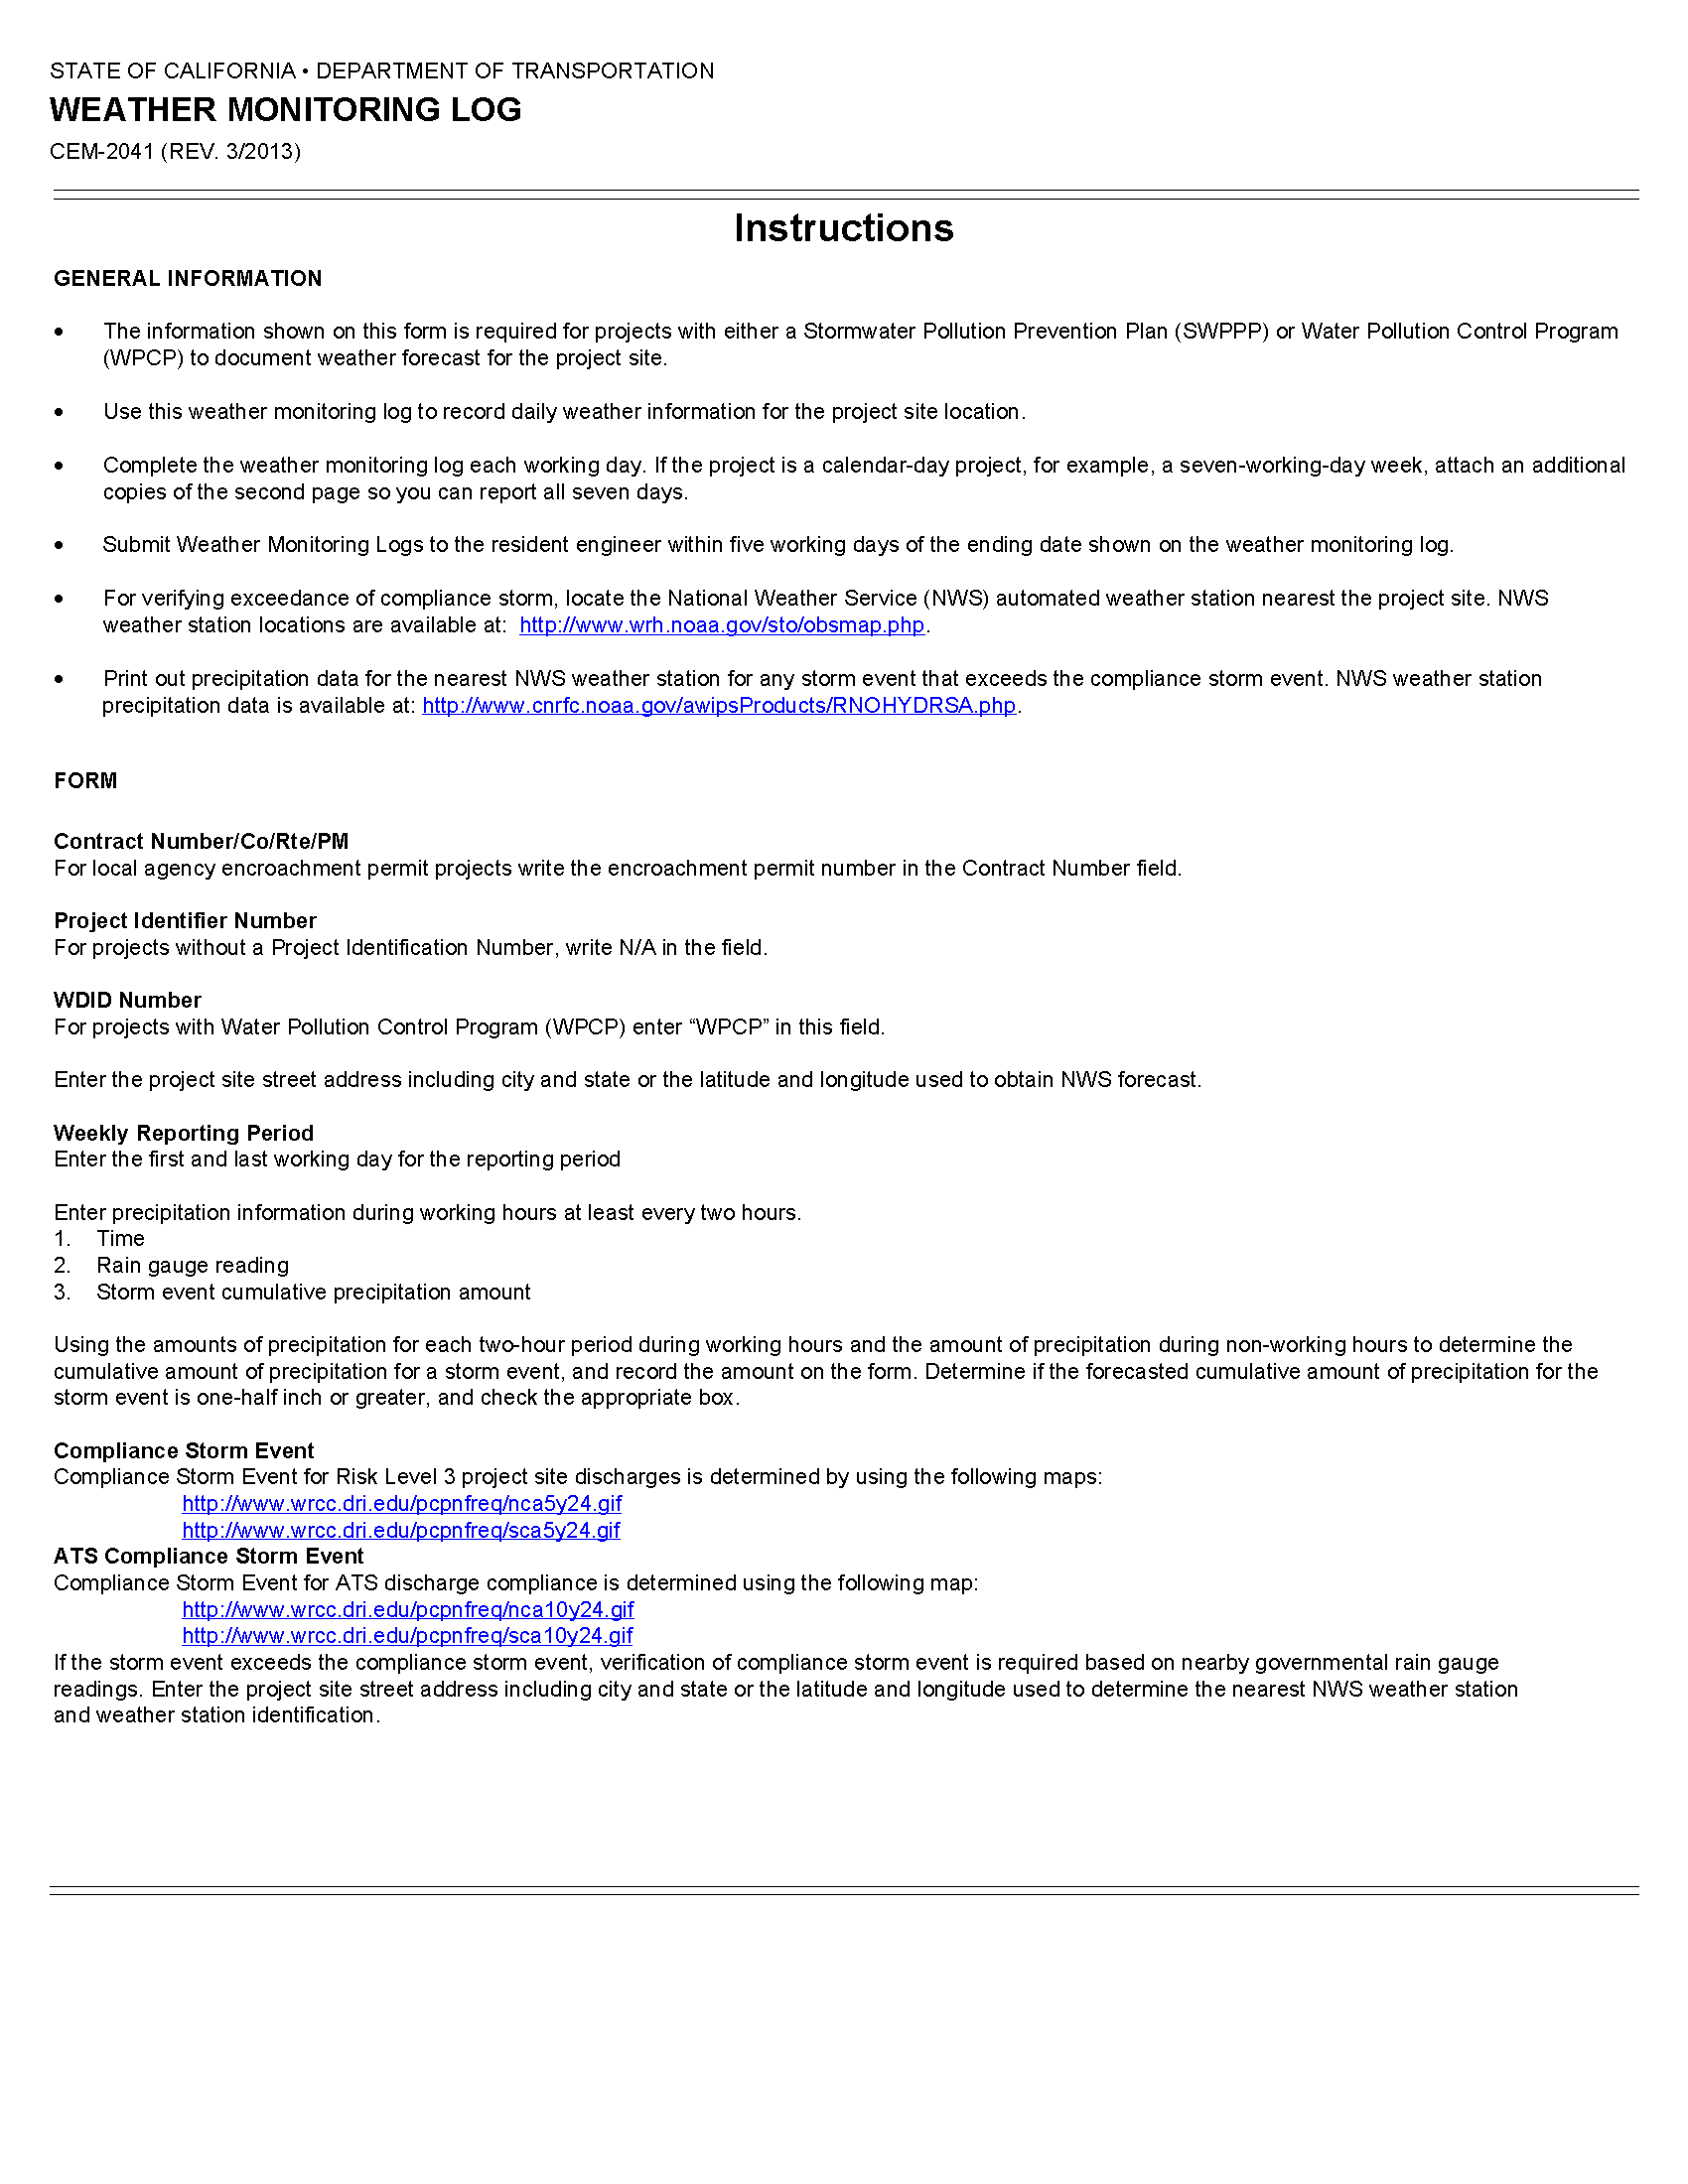 STATE OF CALIFORNIA • DEPARTMENT OF TRANSPORTATION
WEATHER MONITORING LOG
CEM-2041 (REV. 3/2013)
Instructions
GENERAL INFORMATION
• The information shown on this form is required for projects with either a Stormwater Pollution Prevention Plan (SWPPP) or Water Pollution Control Program
(WPCP) to document weather forecast for the project site.
• Use this weather monitoring log to record daily weather information for the project site location.
• Complete the weather monitoring log each working day. If the project is a calendar-day project, for example, a seven-working-day week, attach an additional
copies of the second page so you can report all seven days.
• Submit Weather Monitoring Logs to the resident engineer within five working days of the ending date shown on the weather monitoring log.
• For verifying exceedance of compliance storm, locate the National Weather Service (NWS) automated weather station nearest the project site. NWS
weather station locations are available at: http://www.wrh.noaa.gov/sto/obsmap.php.
• Print out precipitation data for the nearest NWS weather station for any storm event that exceeds the compliance storm event. NWS weather station
precipitation data is available at: http://www.cnrfc.noaa.gov/awipsProducts/RNOHYDRSA.php.
FORM
Contract Number/Co/Rte/PM
For local agency encroachment permit projects write the encroachment permit number in the Contract Number field.
Project Identifier Number
For projects without a Project Identification Number, write N/A in the field.
WDID Number
For projects with Water Pollution Control Program (WPCP) enter “WPCP” in this field.
Enter the project site street address including city and state or the latitude and longitude used to obtain NWS forecast.
Weekly Reporting Period
Enter the first and last working day for the reporting period
Enter precipitation information during working hours at least every two hours.
1. Time
2. Rain gauge reading
3. Storm event cumulative precipitation amount
Using the amounts of precipitation for each two-hour period during working hours and the amount of precipitation during non-working hours to determine the
cumulative amount of precipitation for a storm event, and record the amount on the form. Determine if the forecasted cumulative amount of precipitation for the
storm event is one-half inch or greater, and check the appropriate box.
Compliance Storm Event
Compliance Storm Event for Risk Level 3 project site discharges is determined by using the following maps:
http://www.wrcc.dri.edu/pcpnfreq/nca5y24.gif
http://www.wrcc.dri.edu/pcpnfreq/sca5y24.gif
ATS Compliance Storm Event
Compliance Storm Event for ATS discharge compliance is determined using the following map:
http://www.wrcc.dri.edu/pcpnfreq/nca10y24.gif
http://www.wrcc.dri.edu/pcpnfreq/sca10y24.gif
If the storm event exceeds the compliance storm event, verification of compliance storm event is required based on nearby governmental rain gauge
readings. Enter the project site street address including city and state or the latitude and longitude used to determine the nearest NWS weather station
and weather station identification.